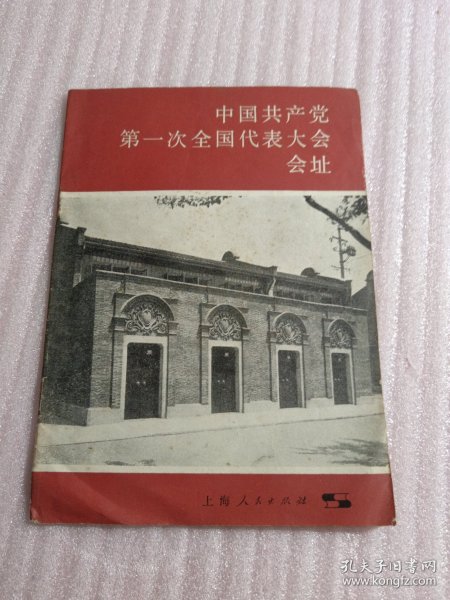 中国共产党
第一次全国代表大会
会址
上海人民出版社
孔夫子旧书网
www.kongfz.com